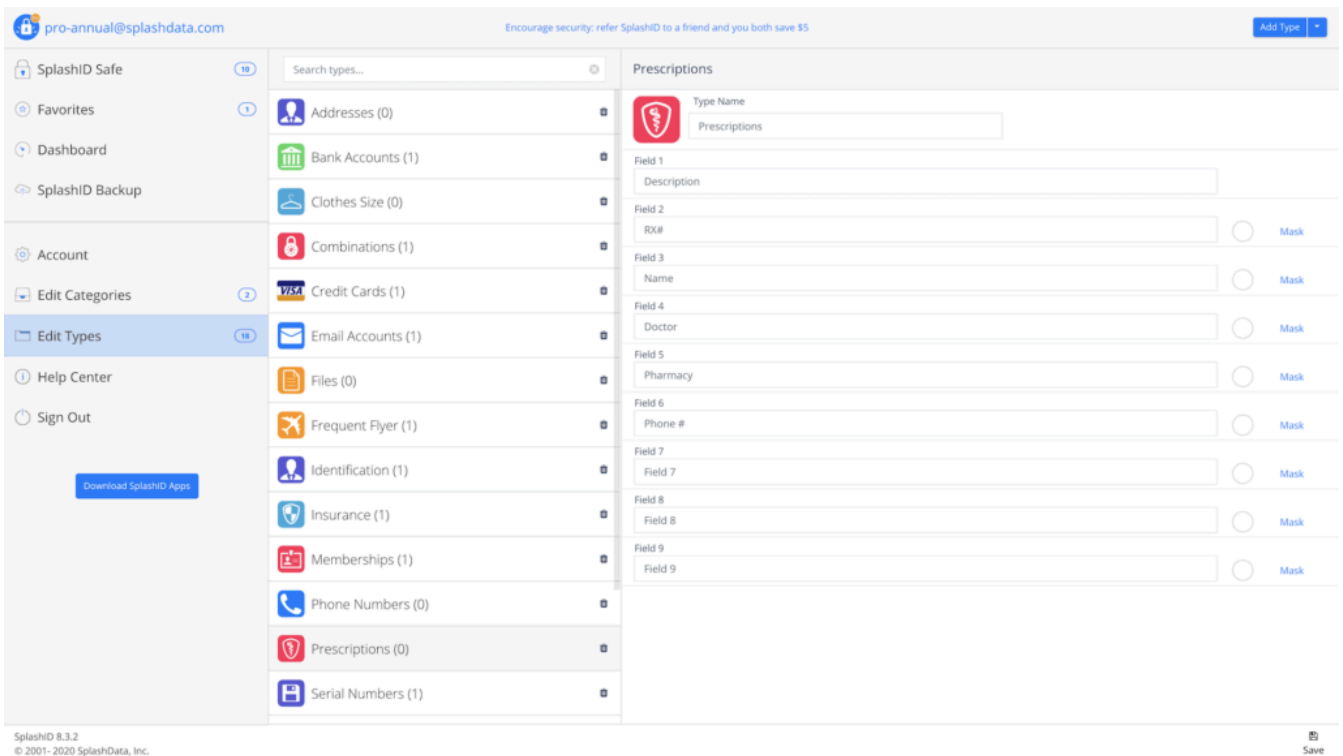 pro-annual@splashdata.com
Encourage security: refer SplashID to a friend and you both save $5
Add Type
SplashID Safe
10
Favorites
1
Dashboard
SplashID Backup
Account
Edit Categories
2
Edit Types
18
Help Center
Sign Out
Download SplashID Apps
Search types...
Addresses (0)
Bank Accounts (1)
Clothes Size (0)
Combinations (1)
VISA
Credit Cards (1)
Email Accounts (1)
Files (0)
Frequent Flyer (1)
Identification (1)
Insurance (1)
Memberships (1)
Phone Numbers (0)
Prescriptions (0)
Serial Numbers (1)
Prescriptions
Type Name
Prescriptions
Field 1
Description
Field 2
RX#
Mask
Field 3
Name
Mask
Field 4
Doctor
Mask
Field 5
Pharmacy
Mask
Field 6
Phone #
Mask
Field 7
Field 7
Mask
Field 8
Field 8
Mask
Field 9
Field 9
Mask
SplashID 8.3.2
© 2001- 2020 SplashData, Inc.
Save